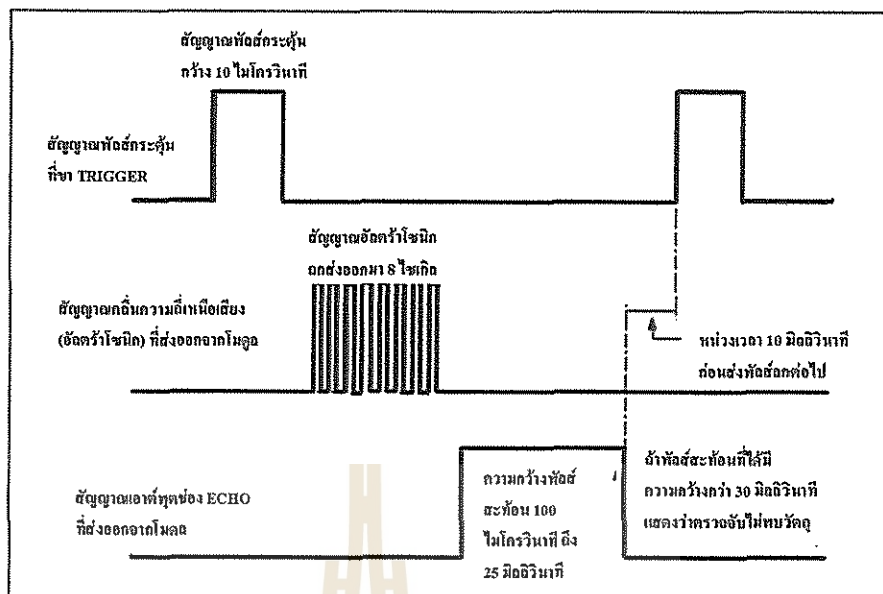 สัญญาณพัลส์กระตุ้น
กว้าง 10 ไมโครวินาที
สัญญาณพัลส์กระตุ้น
ที่ขา TRIGGER
สัญญาณอัลตร้าโซนิก
ถูกส่งออกมา 8 ไซเกิล
สัญญาณคลื่นความถี่เหนือเสียง
(อัลตร้าโซนิก) ที่ส่งออกจากโมดูล
หน่วงเวลา 10 มิลลิวินาที
ก่อนส่งพัลส์ลูกต่อไป
สัญญาณเอาต์พุตช่อง ECHO
ที่ส่งออกจากโมดูล
ความกว้างพัลส์
สะท้อน 100
ไมโครวินาที ถึง
25 มิลลิวินาที
ถ้าพัลส์สะท้อนที่ได้มี
ความกว้างกว่า 30 มิลลิวินาที
แสดงว่าตรวจจับไม่พบวัตถุ